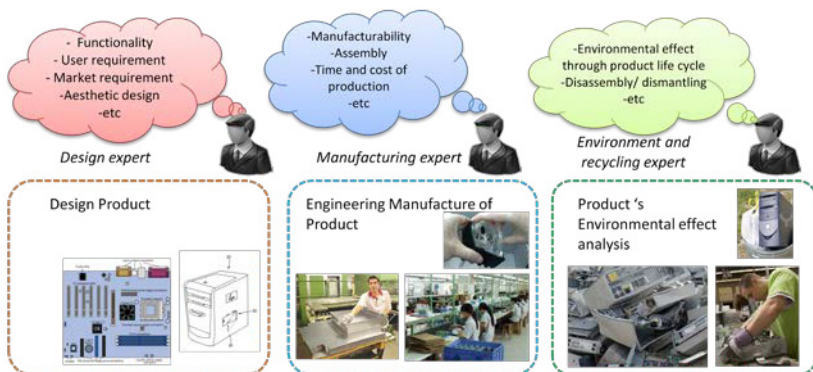 - Functionality
- User requirement
- Market requirement
-Aesthetic design
-etc
Design expert
-Manufacturability
-Assembly
-Time and cost of
production
-etc
Manufacturing expert
-Environmental effect
through product life cycle
-Disassembly/ dismantling
-etc
Environment and
recycling expert
Design Product
Engineering Manufacture of
Product
Product ‘s
Environmental effect
analysis